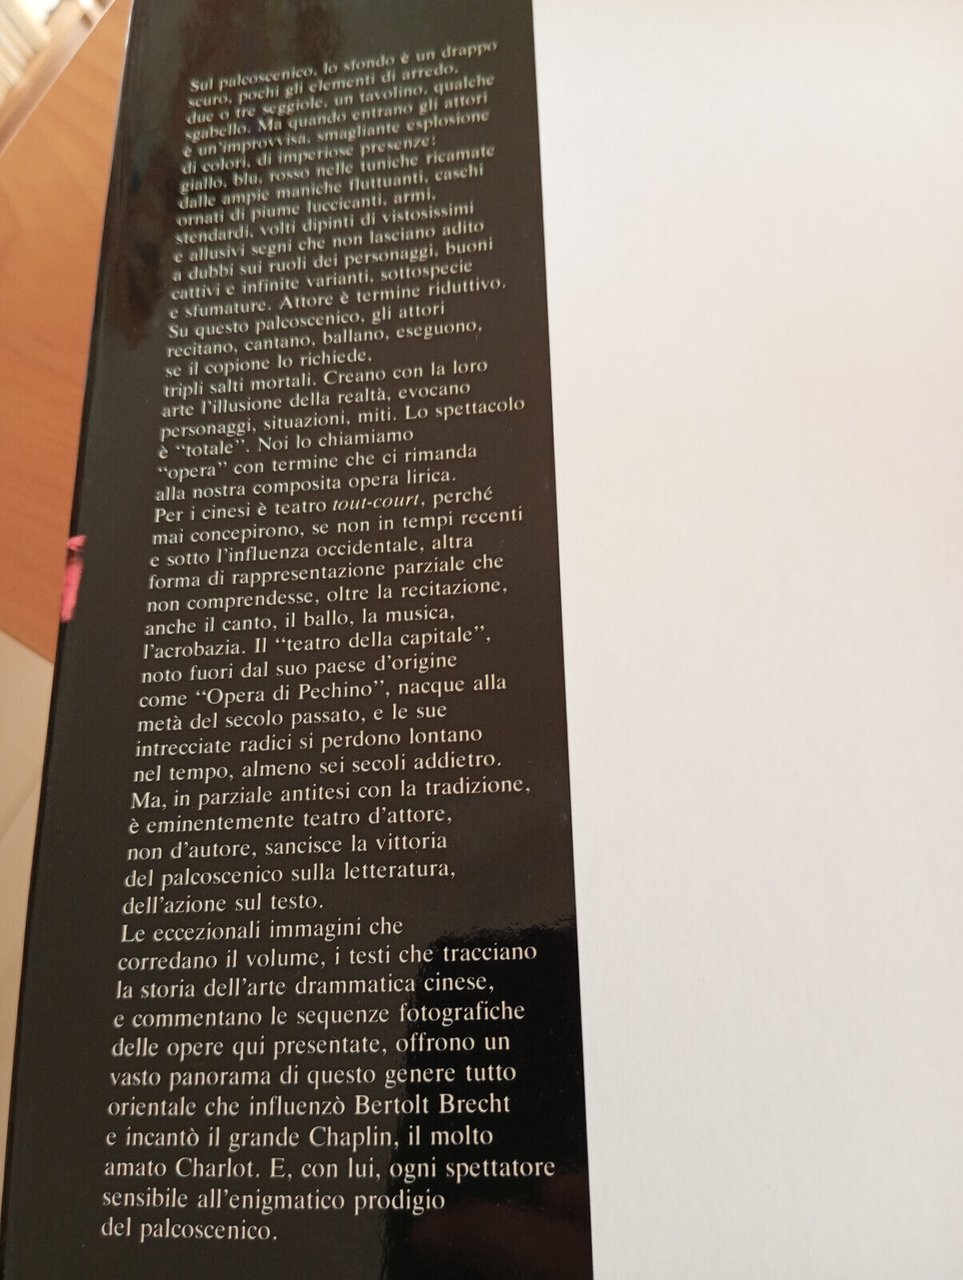 Sul palcoscenico, lo sfondo è un drappo
scuro, pochi gli elementi di arredo,
due o tre seggiole, un tavolino, qualche
sgabello. Ma quando entrano gli attori
è un'improvvisa, smagliante esplosione
di colori, di imperiose presenze:
giallo, blu, rosso nelle tuniche ricamate
dalle ampie maniche fluttuanti, caschi
ornati di piume luccicanti, armi,
stendardi, volti dipinti di vistosissimi
e allusivi segni che non lasciano adito
a dubbi sui ruoli dei personaggi, buoni
cattivi e infinite varianti, sottospecie
e sfumature. Attore è termine riduttivo.
Su questo palcoscenico, gli attori
recitano, cantano, ballano, eseguono,
se il copione lo richiede,
tripli salti mortali. Creano con la loro
arte l'illusione della realtà, evocano
personaggi, situazioni, miti. Lo spettacolo
è “totale”. Noi lo chiamiamo
“opera” con termine che ci rimanda
alla nostra composita opera lirica.
Per i cinesi è teatro tout-court, perché
mai concepirono, se non in tempi recenti
e sotto l'influenza occidentale, altra
forma di rappresentazione parziale che
non comprendesse, oltre la recitazione,
anche il canto, il ballo, la musica,
l'acrobazia. Il “teatro della capitale”,
noto fuori dal suo paese d'origine
come “Opera di Pechino”, nacque alla
metà del secolo passato, e le sue
intrecciate radici si perdono lontano
nel tempo, almeno sei secoli addietro.
Ma, in parziale antitesi con la tradizione,
è eminentemente teatro d'attore,
non d'autore, sancisce la vittoria
del palcoscenico sulla letteratura,
dell'azione sul testo.
Le eccezionali immagini che
corredano il volume, i testi che tracciano
la storia dell'arte drammatica cinese,
e commentano le sequenze fotografiche
delle opere qui presentate, offrono un
vasto panorama di questo genere tutto
orientale che influenzò Bertolt Brecht
e incantò il grande Chaplin, il molto
amato Charlot. E, con lui, ogni spettatore
sensibile all'enigmatico prodigio
del palcoscenico.